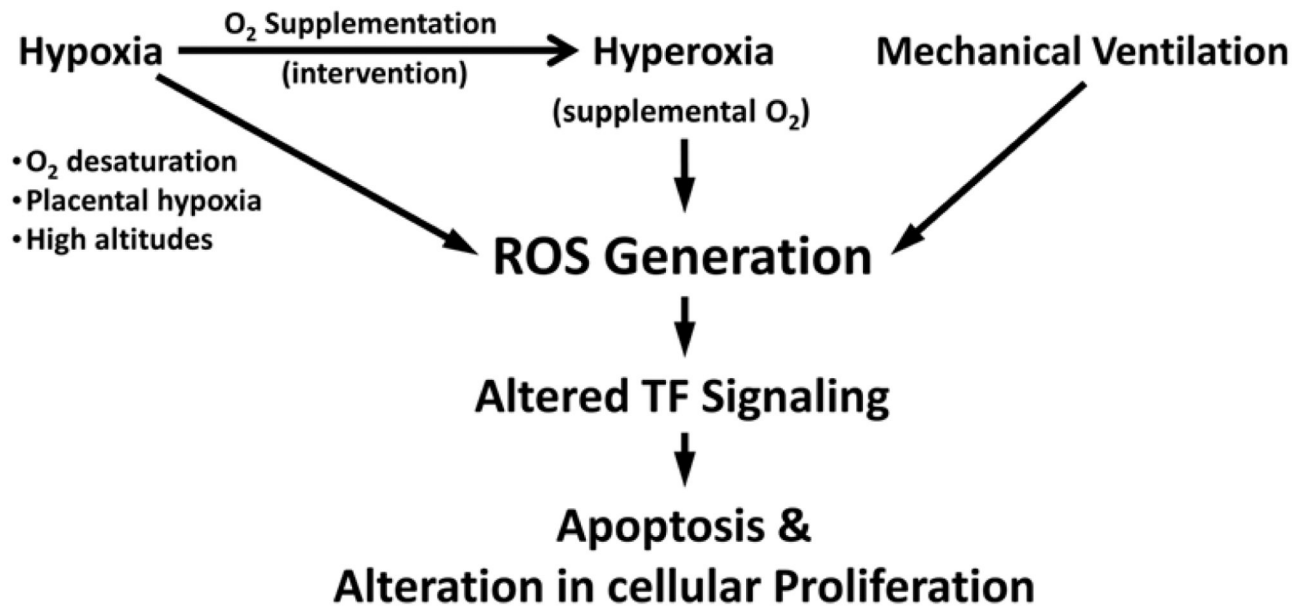 O₂ Supplementation
Hypoxia
(intervention)
Hyperoxia
(supplemental O₂)
Mechanical Ventilation
•O₂ desaturation
•Placental hypoxia
•High altitudes
ROS Generation
Altered TF Signaling
Apoptosis &
Alteration in cellular Proliferation